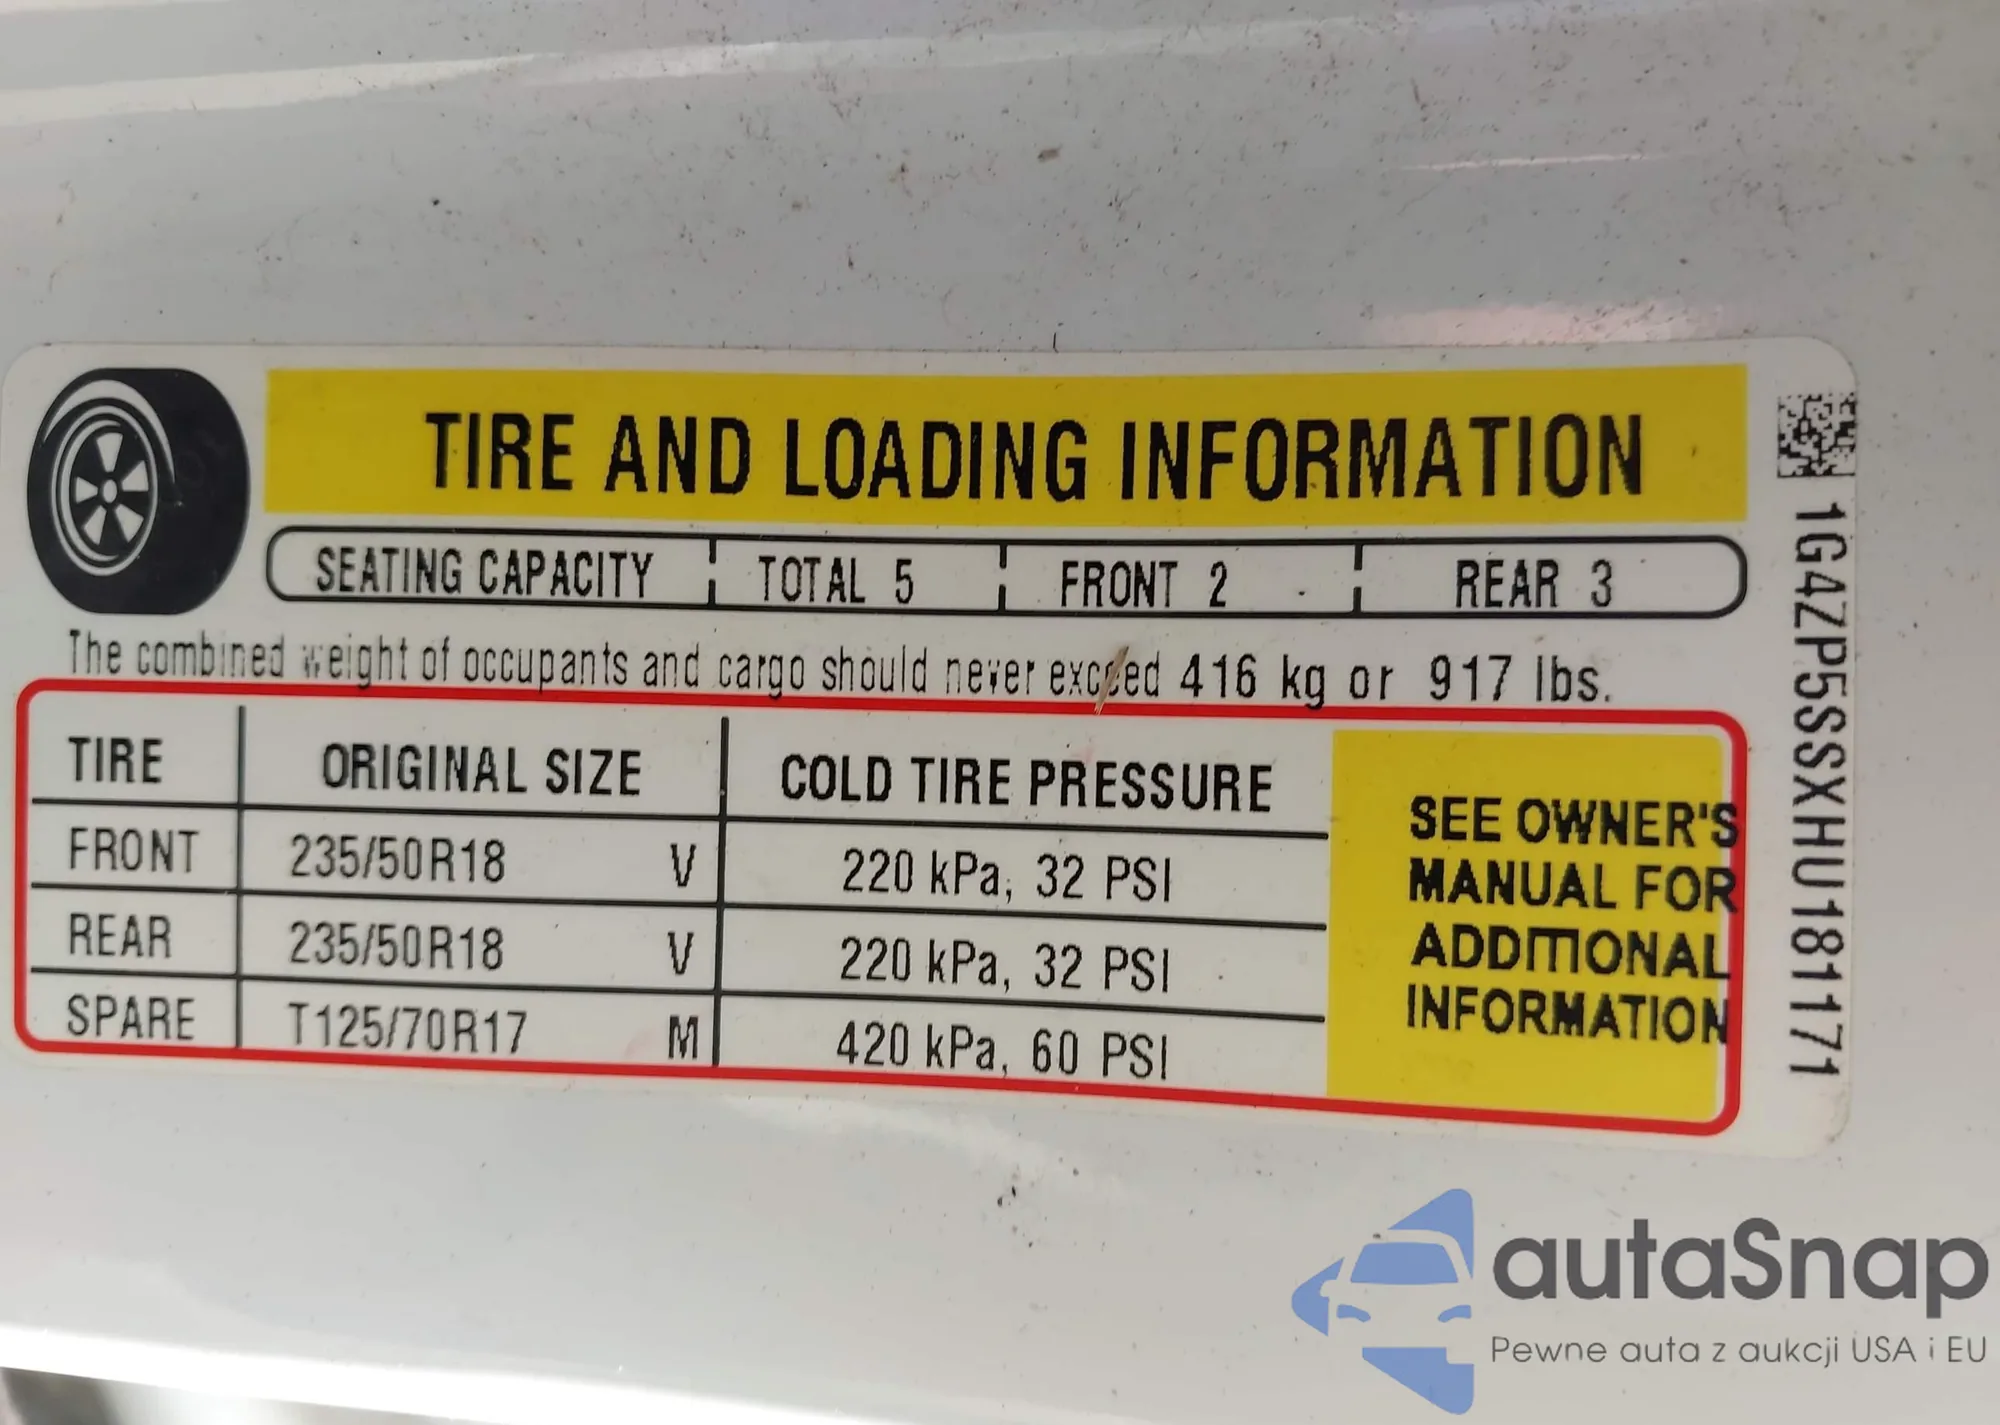 TIRE AND LOADING INFORMATION
SEATING CAPACITY TOTAL 5 FRONT 2 REAR 3
The combined weight of occupants and cargo should never exceed 416 kg or 917 lbs.
TIRE ORIGINAL SIZE COLD TIRE PRESSURE
FRONT 235/50R18 V 220 kPa, 32 PSI
REAR 235/50R18 V 220 kPa, 32 PSI
SPARE T125/70R17 M 420 kPa, 60 PSI
SEE OWNER'S
MANUAL FOR
ADDITIONAL
INFORMATION
1G4ZP5SSXHU181171
autaSnap
Pewne auta z aukcji USA i EU